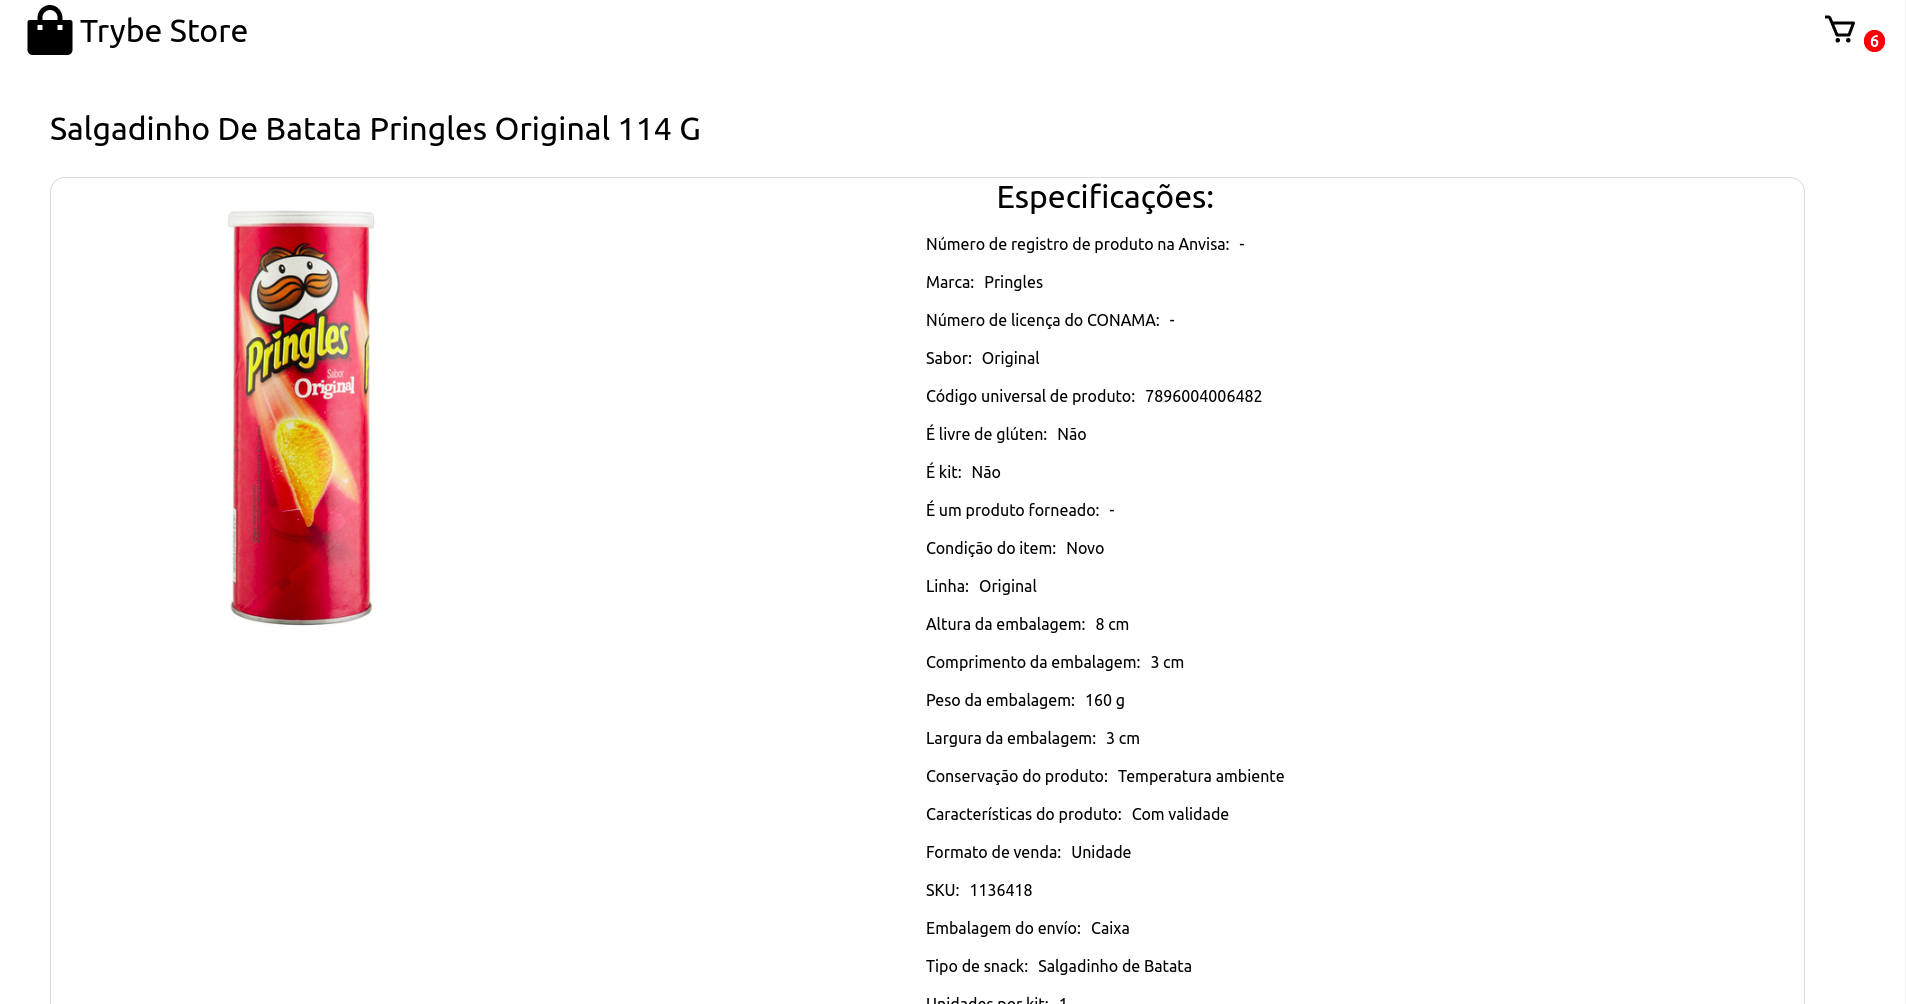 Trybe Store
6
Salgadinho De Batata Pringles Original 114 G
Pringles
Sabor
Original
Especificações:
Número de registro de produto na Anvisa: -
Marca: Pringles
Número de licença do CONAMA: -
Sabor: Original
Código universal de produto: 7896004006482
É livre de glúten: Não
É kit: Não
É um produto forneado: -
Condição do item: Novo
Linha: Original
Altura da embalagem: 8 cm
Comprimento da embalagem: 3 cm
Peso da embalagem: 160 g
Largura da embalagem: 3 cm
Conservação do produto: Temperatura ambiente
Características do produto: Com validade
Formato de venda: Unidade
SKU: 1136418
Embalagem do envío: Caixa
Tipo de snack: Salgadinho de Batata
Unidades por kit: 1